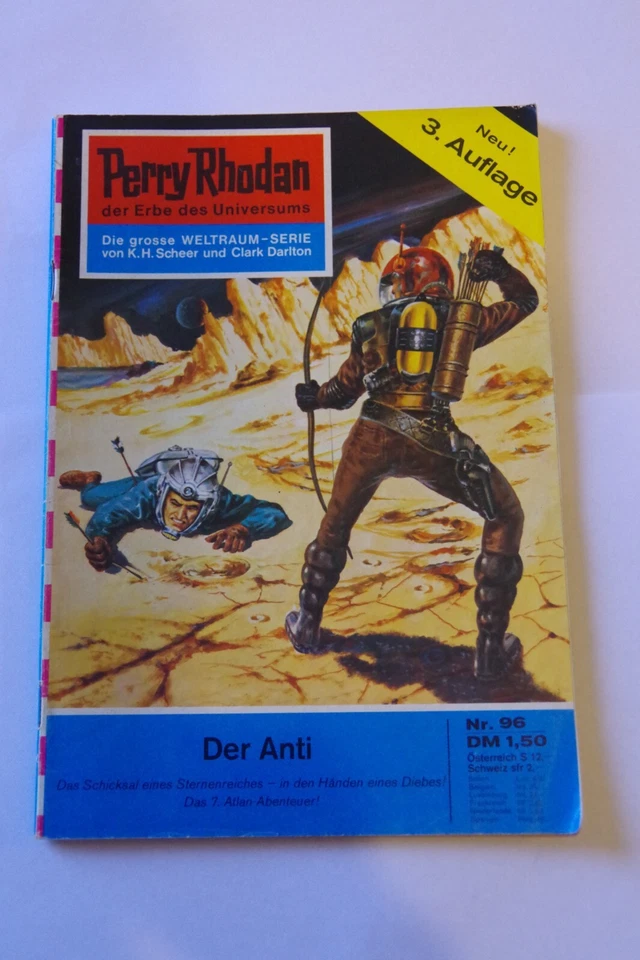 Perry Rhodan
der Erbe des Universums
Die grosse WELTRAUM-SERIE
von K.H. Scheer und Clark Darlton
Neu!
3. Auflage
Der Anti
Das Schicksal eines Sternenreiches – in den Händen eines Diebes!
Das 7. Atlan-Abenteuer!
Nr. 96
DM 1,50
Österreich S 12,-
Schweiz sfr 2,-